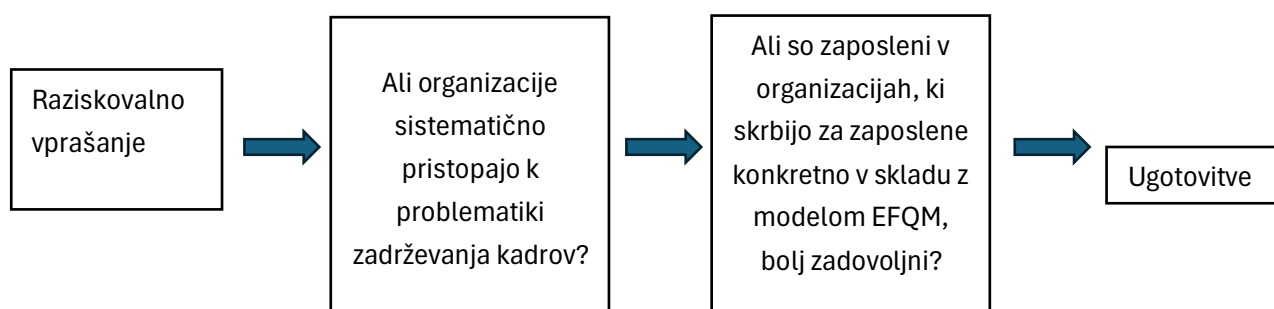 Raziskovalno
vprašanje
Ali organizacije
sistematično
pristopajo k
problematiki
zadrževanja kadrov?
Ali so zaposleni v
organizacijah, ki
skrbijo za zaposlene
konkretno v skladu z
modelom EFQM,
bolj zadovoljni?
Ugotovitve